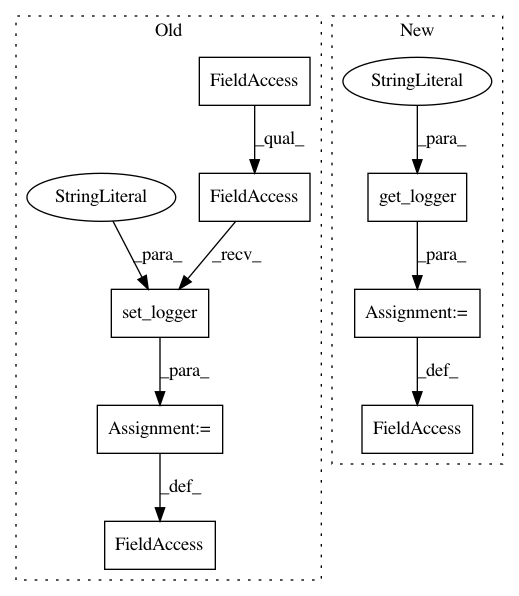 Old
FieldAccess
_qual_
StringLiteral
FieldAccess
_para_
_recv_
set_logger
_para_
Assignment:=
_def_
FieldAccess
New
StringLiteral
_para_
get_logger
_para_
Assignment:=
_def_
FieldAccess